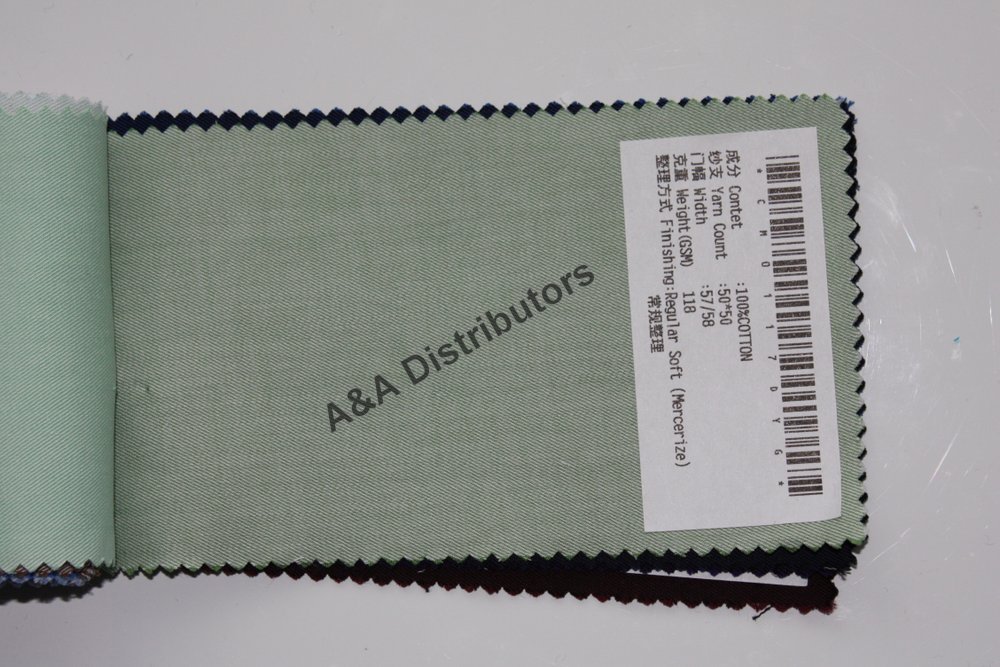 *CM0117DYG*
成分 Contet :100%COTTON
纱支 Yarn Count :50*50
门幅 Width :57/58
克重 Weight(GSM) 118
整理方式 Finishing:Regular Soft (Mercerize)
常规整理
A&A Distributors